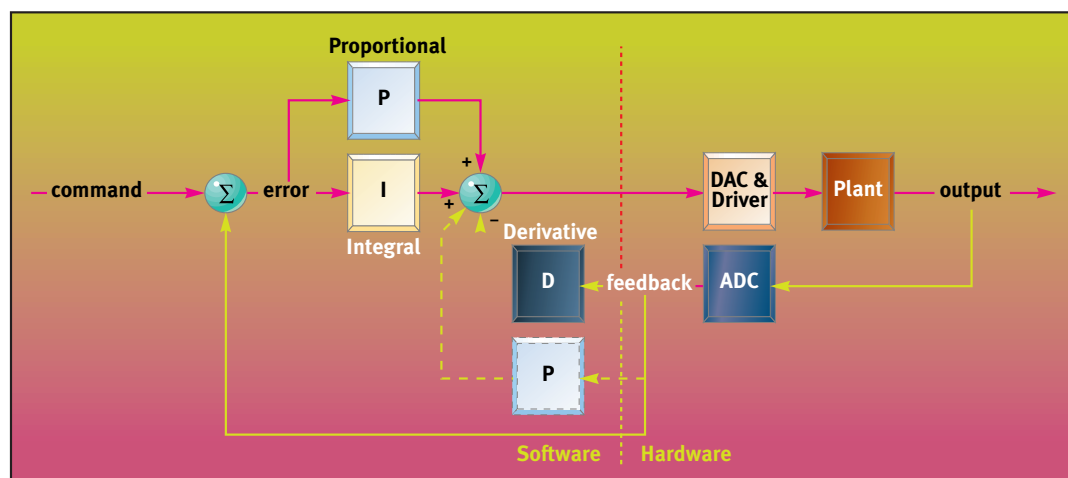 Proportional
P
+
command
Σ
error
I
+
Σ
−
DAC &
Driver
Plant
output
Integral
Derivative
D
feedback
ADC
P
Software
Hardware